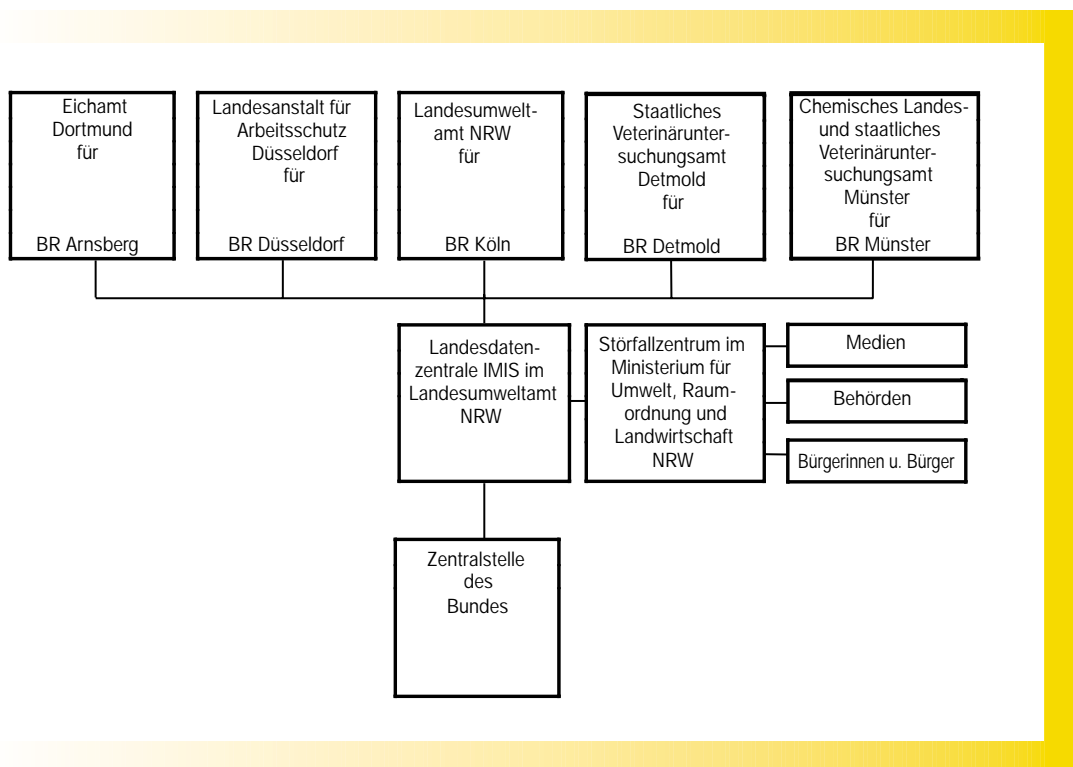 Eichamt
Dortmund
für
BR Arnsberg
Landesanstalt für
Arbeitsschutz
Düsseldorf
für
BR Düsseldorf
Landesumwelt-
amt NRW
für
BR Köln
Staatliches
Veterinärunter-
suchungsamt
Detmold
für
BR Detmold
Chemisches Landes-
und staatliches
Veterinärunter-
suchungsamt
Münster
für
BR Münster
Landesdaten-
zentrale IMIS im
Landesumweltamt
NRW
Störfallzentrum im
Ministerium für
Umwelt, Raum-
ordnung und
Landwirtschaft
NRW
Medien
Behörden
Bürgerinnen u. Bürger
Zentralstelle
des
Bundes